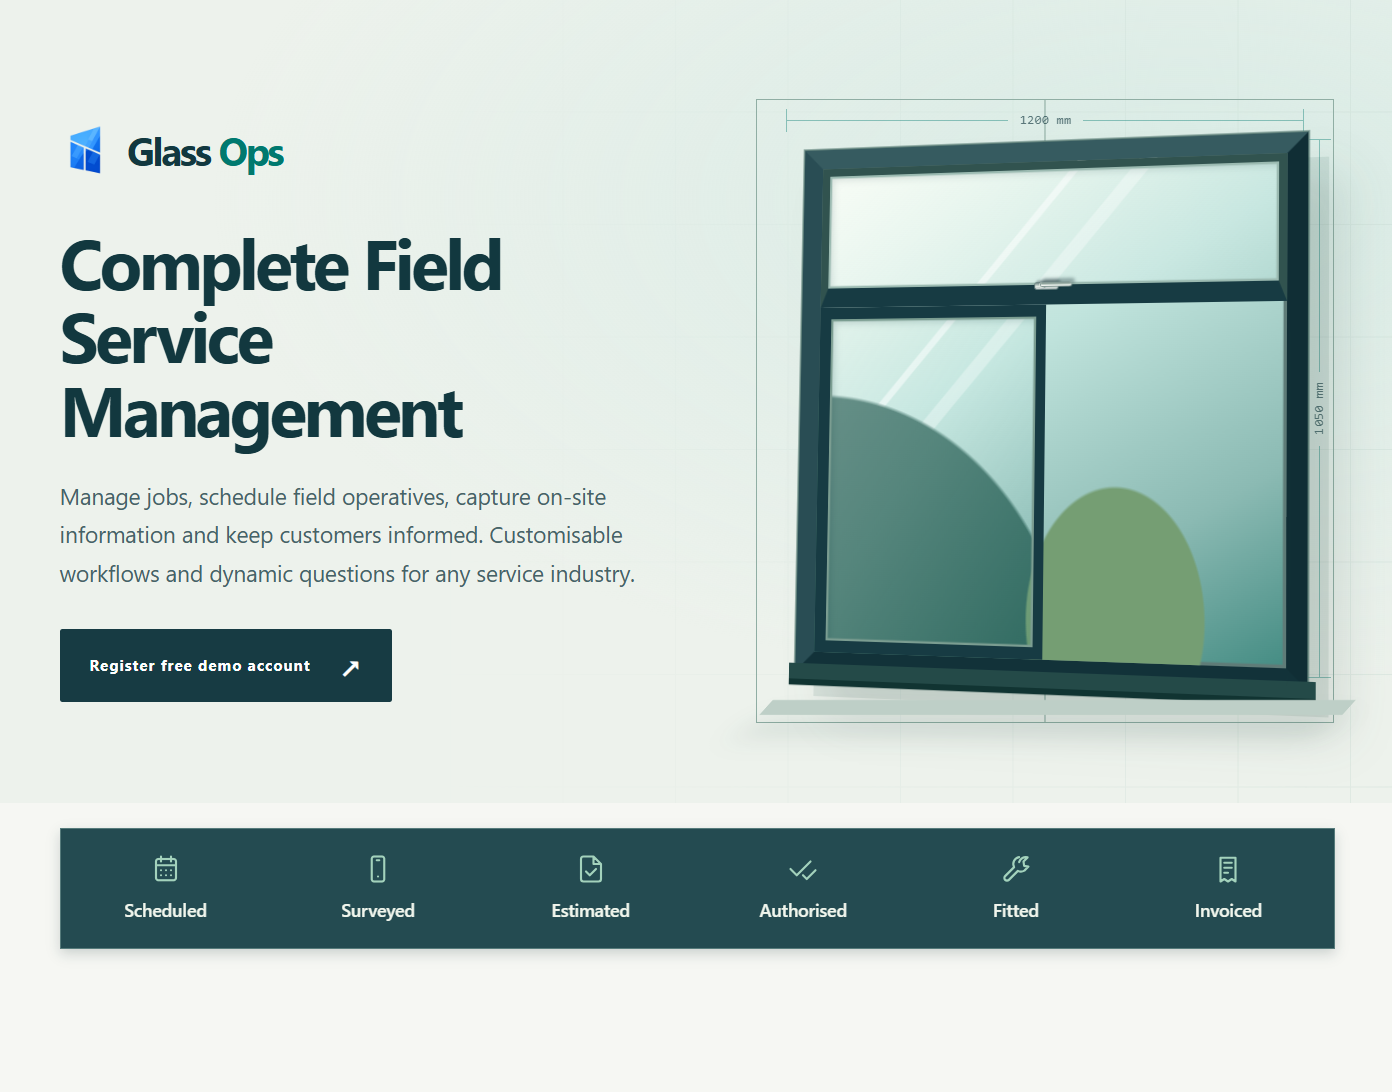 Glass Ops
1200 mm
Complete Field
Service
Management
1050 mm
Manage jobs, schedule field operatives, capture on-site
information and keep customers informed. Customisable
workflows and dynamic questions for any service industry.
Register free demo account
Scheduled
Surveyed
Estimated
Authorised
Fitted
Invoiced